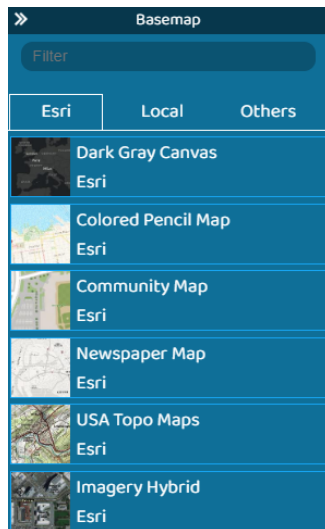 Basemap
Filter
Esri Local Others
Dark Gray Canvas
Esri
Colored Pencil Map
Esri
Community Map
Esri
Newspaper Map
Esri
USA Topo Maps
Esri
Imagery Hybrid
Esri